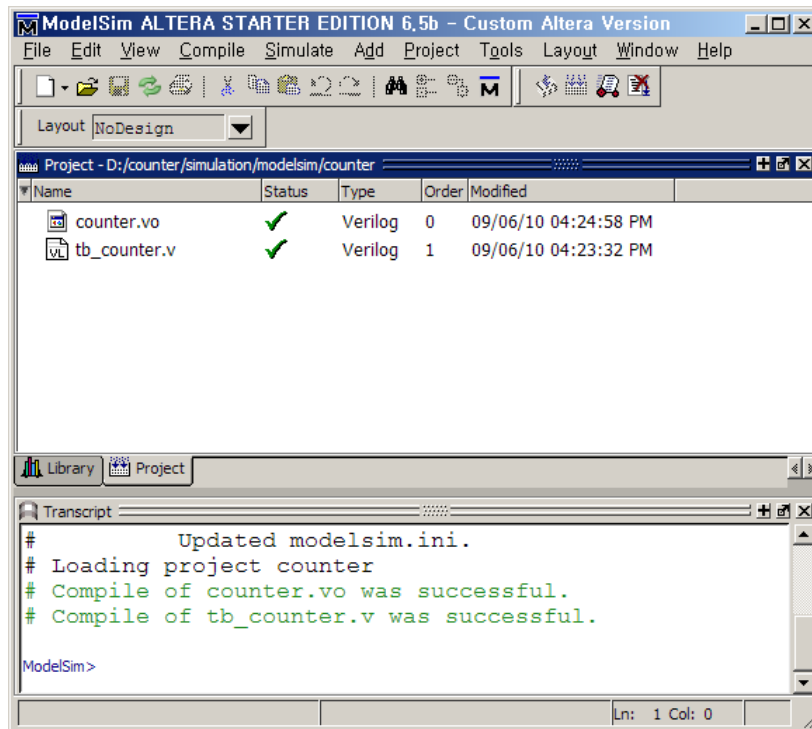 ModelSim ALTERA STARTER EDITION 6.5b - Custom Altera Version
File Edit View Compile Simulate Add Project Tools Layout Window Help
Layout NoDesign
Project - D:/counter/simulation/modelsim/counter
Name Status Type Order Modified
counter.vo Verilog 0 09/06/10 04:24:58 PM
tb_counter.v Verilog 1 09/06/10 04:23:32 PM
Library Project
Transcript
# Updated modelsim.ini.
# Loading project counter
# Compile of counter.vo was successful.
# Compile of tb_counter.v was successful.
ModelSim>
Ln: 1 Col: 0